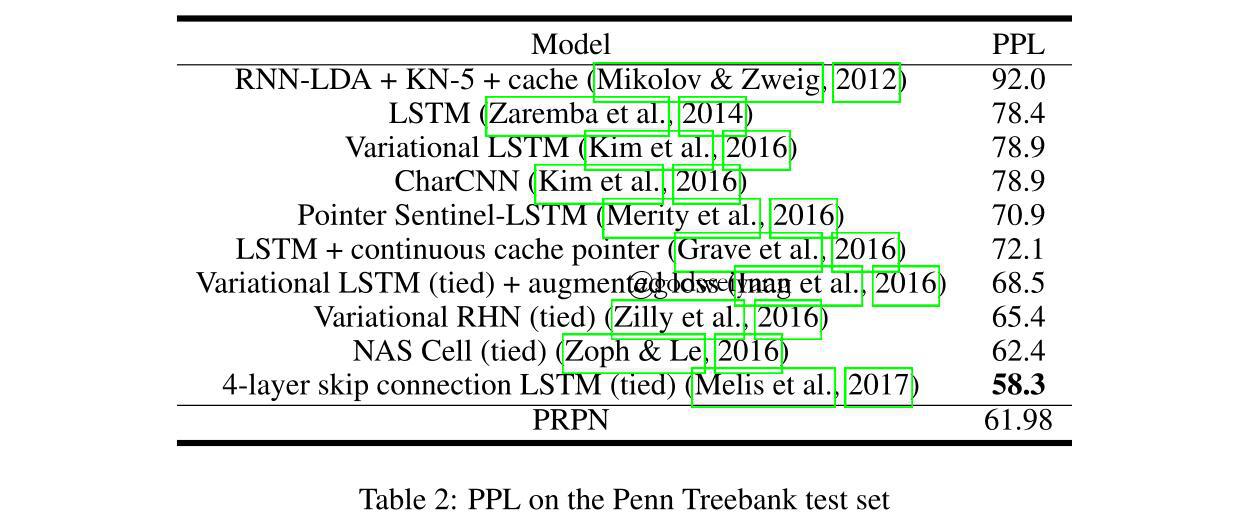 Model PPL
RNN-LDA + KN-5 + cache (Mikolov & Zweig, 2012) 92.0
LSTM (Zaremba et al., 2014) 78.4
Variational LSTM (Kim et al., 2016) 78.9
CharCNN (Kim et al., 2016) 78.9
Pointer Sentinel-LSTM (Merity et al., 2016) 70.9
LSTM + continuous cache pointer (Grave et al., 2016) 72.1
Variational LSTM (tied) + augmented loss (Inan et al., 2016) 68.5
Variational RHN (tied) (Zilly et al., 2016) 65.4
NAS Cell (tied) (Zoph & Le, 2016) 62.4
4-layer skip connection LSTM (tied) (Melis et al., 2017) 58.3
PRPN 61.98
Table 2: PPL on the Penn Treebank test set